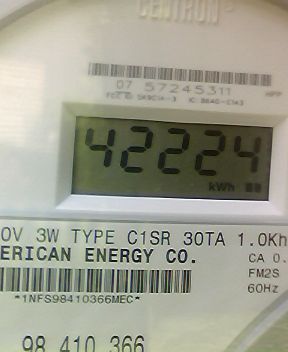 CENTRON
07 57245311
42224
kWh
0V 3W TYPE C1SR 30TA 1.0Kh
ERICAN ENERGY CO.
CA 0.
FM2S
60Hz
*1NFS98410366MEC*
98 410 366